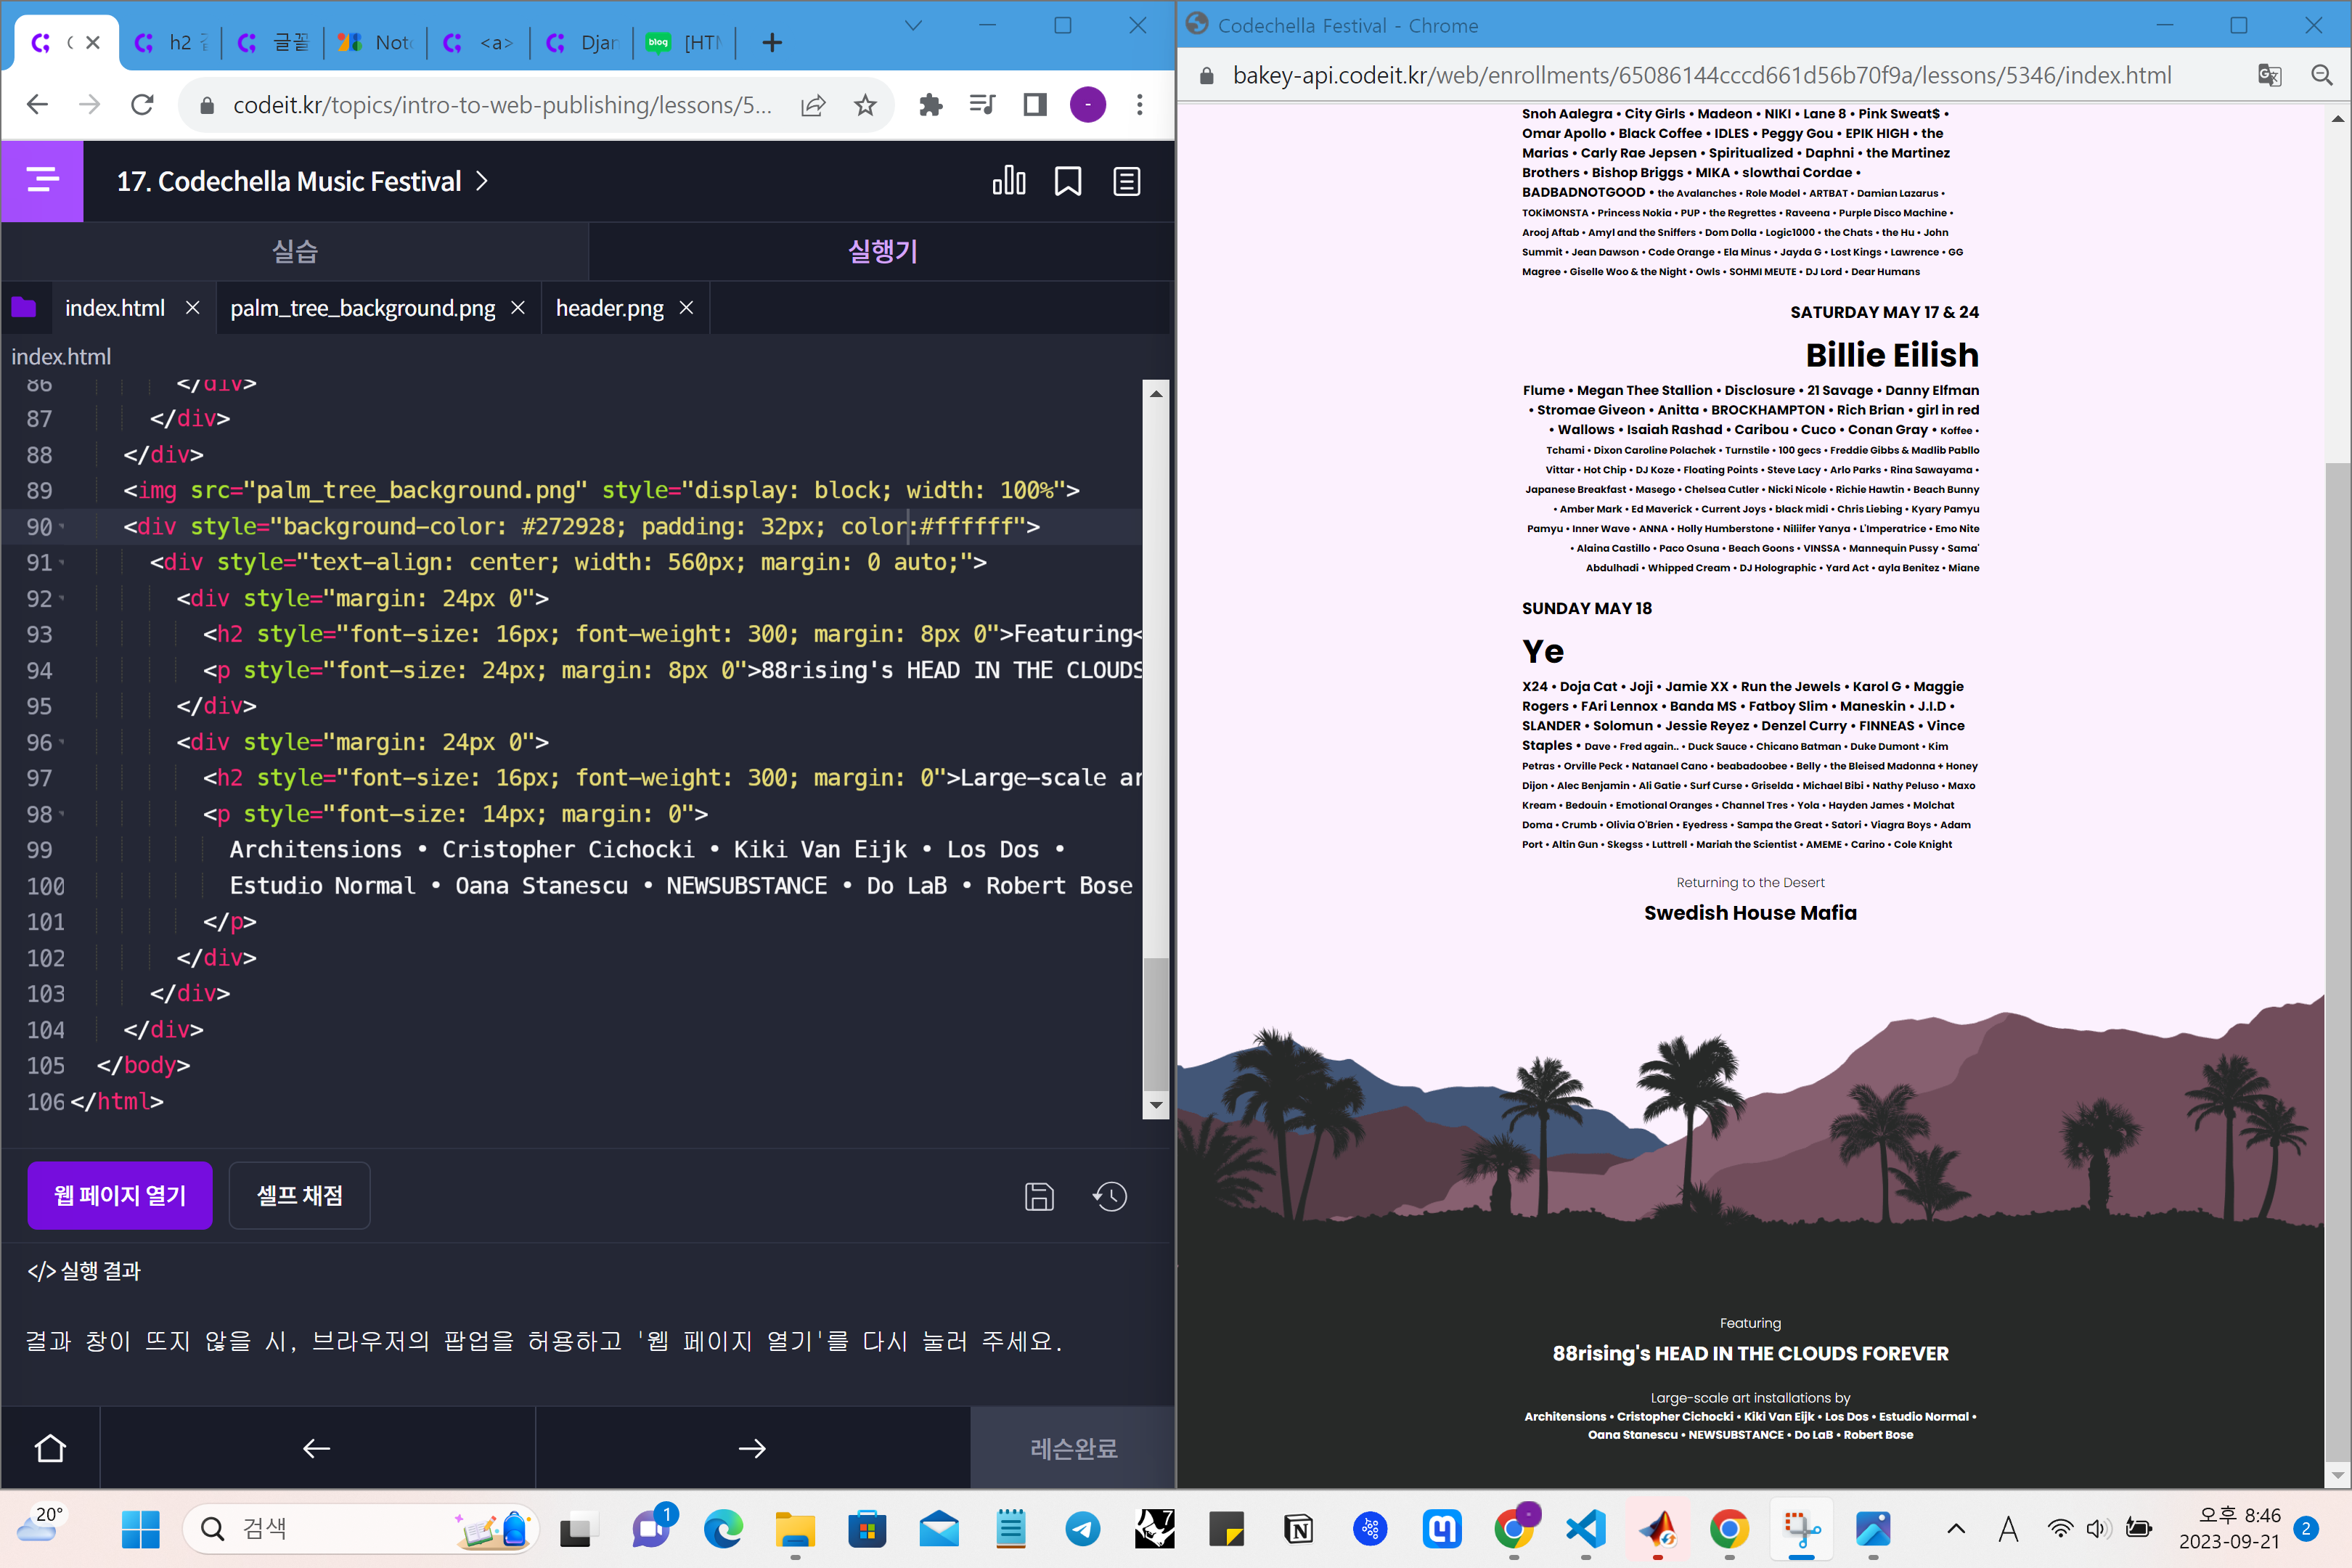 h2
글꼴
Not
<a>
Djan
blog
[HTM
codeit.kr/topics/intro-to-web-publishing/lessons/5...
17. Codechella Music Festival
실습
실행기
index.html
palm_tree_background.png
header.png
index.html
86 </div>
87 </div>
88 </div>
89 <img src="palm_tree_background.png" style="display: block; width: 100%">
90 <div style="background-color: #272928; padding: 32px; color:#ffffff">
91 <div style="text-align: center; width: 560px; margin: 0 auto;">
92 <div style="margin: 24px 0">
93 <h2 style="font-size: 16px; font-weight: 300; margin: 8px 0">Featuring<
94 <p style="font-size: 24px; margin: 8px 0">88rising's HEAD IN THE CLOUDS
95 </div>
96 <div style="margin: 24px 0">
97 <h2 style="font-size: 16px; font-weight: 300; margin: 0">Large-scale ar
98 <p style="font-size: 14px; margin: 0">
99 Architensions • Cristopher Cichocki • Kiki Van Eijk • Los Dos •
100 Estudio Normal • Oana Stanescu • NEWSUBSTANCE • Do LaB • Robert Bose
101 </p>
102 </div>
103 </div>
104 </div>
105 </body>
106 </html>
웹 페이지 열기
셀프 채점
</> 실행 결과
결과 창이 뜨지 않을 시, 브라우저의 팝업을 허용하고 '웹 페이지 열기'를 다시 눌러 주세요.
레슨완료
Codechella Festival - Chrome
bakey-api.codeit.kr/web/enrollments/65086144cccd661d56b70f9a/lessons/5346/index.html
Snoh Aalegra • City Girls • Madeon • NIKI • Lane 8 • Pink Sweat$ •
Omar Apollo • Black Coffee • IDLES • Peggy Gou • EPIK HIGH • the
Marias • Carly Rae Jepsen • Spiritualized • Daphni • the Martinez
Brothers • Bishop Briggs • MIKA • slowthai Cordae •
BADBADNOTGOOD • the Avalanches • Role Model • ARTBAT • Damian Lazarus •
TOKiMONSTA • Princess Nokia • PUP • the Regrettes • Raveena • Purple Disco Machine •
Arooj Aftab • Amyl and the Sniffers • Dom Dolla • Logic1000 • the Chats • the Hu • John
Summit • Jean Dawson • Code Orange • Ela Minus • Jayda G • Lost Kings • Lawrence • GG
Magree • Giselle Woo & the Night • Owls • SOHMI MEUTE • DJ Lord • Dear Humans
SATURDAY MAY 17 & 24
Billie Eilish
Flume • Megan Thee Stallion • Disclosure • 21 Savage • Danny Elfman
• Stromae Giveon • Anitta • BROCKHAMPTON • Rich Brian • girl in red
• Wallows • Isaiah Rashad • Caribou • Cuco • Conan Gray • Koffee •
Tchami • Dixon Caroline Polachek • Turnstile • 100 gecs • Freddie Gibbs & Madlib Pabllo
Vittar • Hot Chip • DJ Koze • Floating Points • Steve Lacy • Arlo Parks • Rina Sawayama •
Japanese Breakfast • Masego • Chelsea Cutler • Nicki Nicole • Richie Hawtin • Beach Bunny
• Amber Mark • Ed Maverick • Current Joys • black midi • Chris Liebing • Kyary Pamyu
Pamyu • Inner Wave • ANNA • Holly Humberstone • Niliifer Yanya • L'Imperatrice • Emo Nite
• Alaina Castillo • Paco Osuna • Beach Goons • VINSSA • Mannequin Pussy • Sama'
Abdulhadi • Whipped Cream • DJ Holographic • Yard Act • ayla Benitez • Miane
SUNDAY MAY 18
Ye
X24 • Doja Cat • Joji • Jamie XX • Run the Jewels • Karol G • Maggie
Rogers • FAri Lennox • Banda MS • Fatboy Slim • Maneskin • J.I.D •
SLANDER • Solomun • Jessie Reyez • Denzel Curry • FINNEAS • Vince
Staples • Dave • Fred again.. • Duck Sauce • Chicano Batman • Duke Dumont • Kim
Petras • Orville Peck • Natanael Cano • beabadoobee • Belly • the Bleised Madonna + Honey
Dijon • Alec Benjamin • Ali Gatie • Surf Curse • Griselda • Michael Bibi • Nathy Peluso • Maxo
Kream • Bedouin • Emotional Oranges • Channel Tres • Yola • Hayden James • Molchat
Doma • Crumb • Olivia O'Brien • Eyedress • Sampa the Great • Satori • Viagra Boys • Adam
Port • Altin Gun • Skegss • Luttrell • Mariah the Scientist • AMEME • Carino • Cole Knight
Returning to the Desert
Swedish House Mafia
Featuring
88rising's HEAD IN THE CLOUDS FOREVER
Large-scale art installations by
Architensions • Cristopher Cichocki • Kiki Van Eijk • Los Dos • Estudio Normal •
Oana Stanescu • NEWSUBSTANCE • Do LaB • Robert Bose
20°
검색
1
7
A
오후 8:46
2023-09-21
2